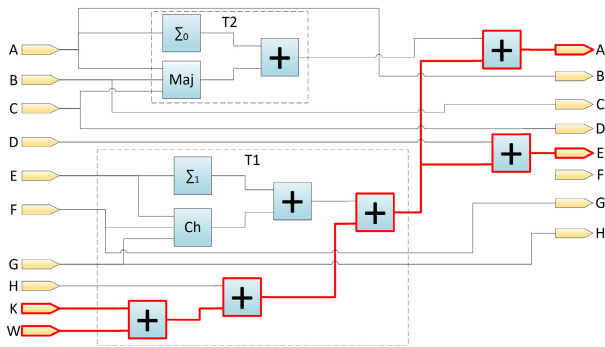 T2
A
∑0
A
+
+
B
Maj
B
C
C
D
D
+
E
T1
E
∑1
F
F
+
+
G
Ch
G
H
H
+
K
+
W